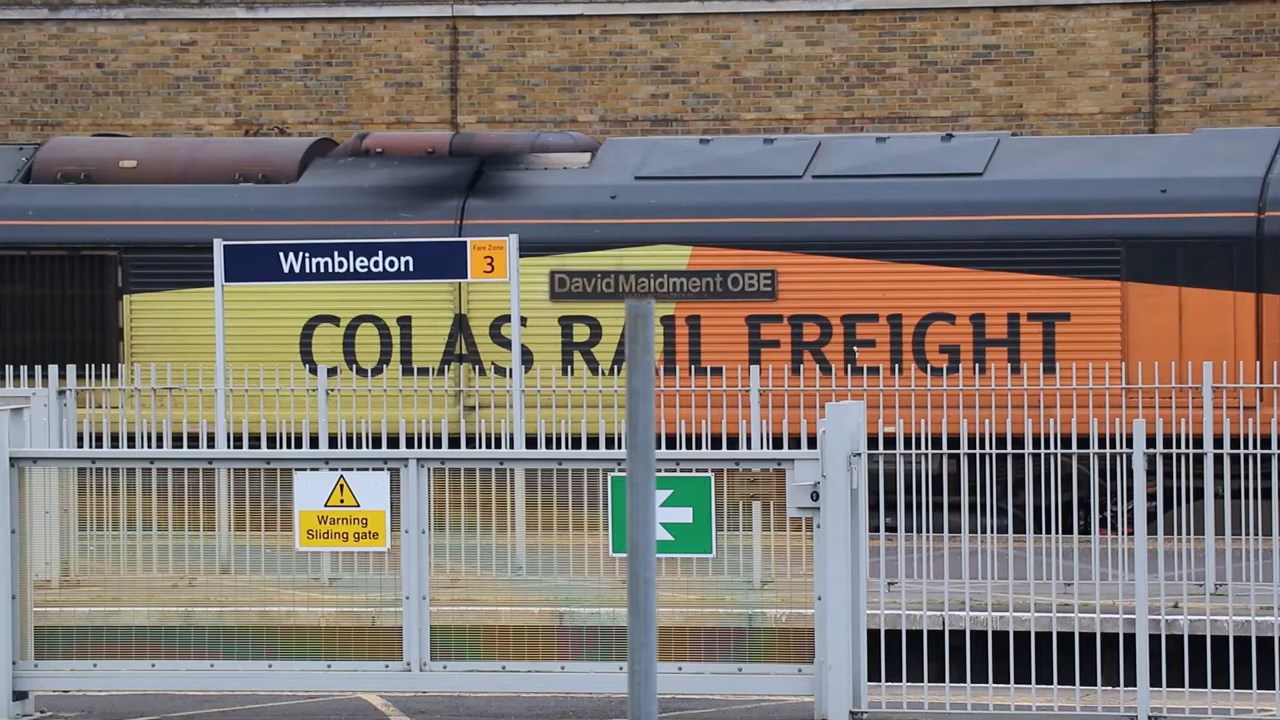 Wimbledon
Fare Zone
3
David Maidment OBE
COLAS RAIL FREIGHT
Warning
Sliding gate